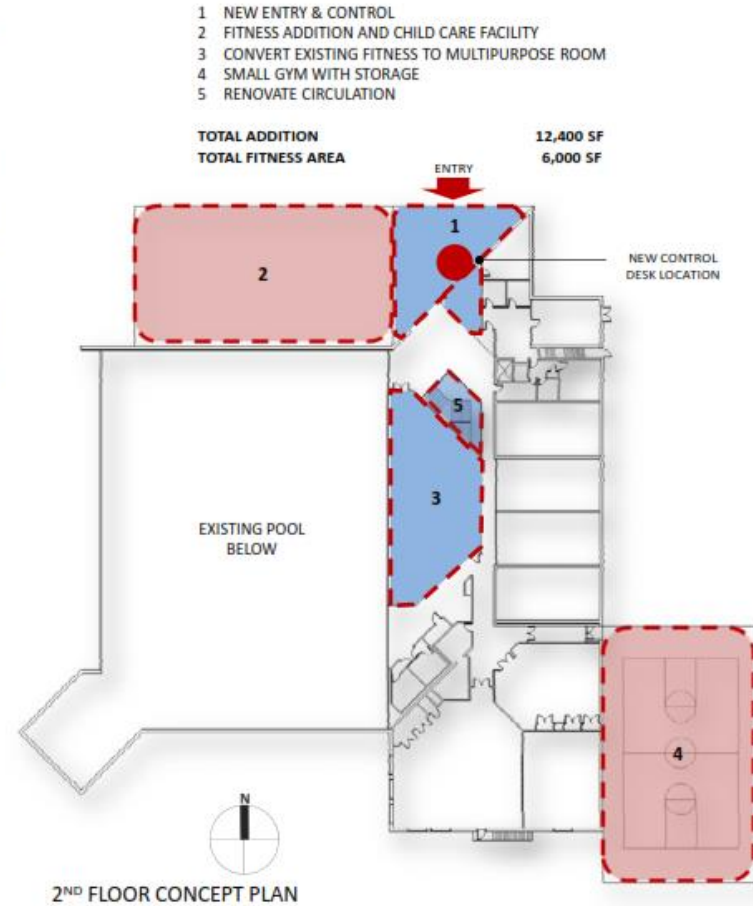 1 NEW ENTRY & CONTROL
2 FITNESS ADDITION AND CHILD CARE FACILITY
3 CONVERT EXISTING FITNESS TO MULTIPURPOSE ROOM
4 SMALL GYM WITH STORAGE
5 RENOVATE CIRCULATION
TOTAL ADDITION 12,400 SF
TOTAL FITNESS AREA 6,000 SF
ENTRY
1
2
NEW CONTROL
DESK LOCATION
5
3
EXISTING POOL
BELOW
4
N
2ND FLOOR CONCEPT PLAN